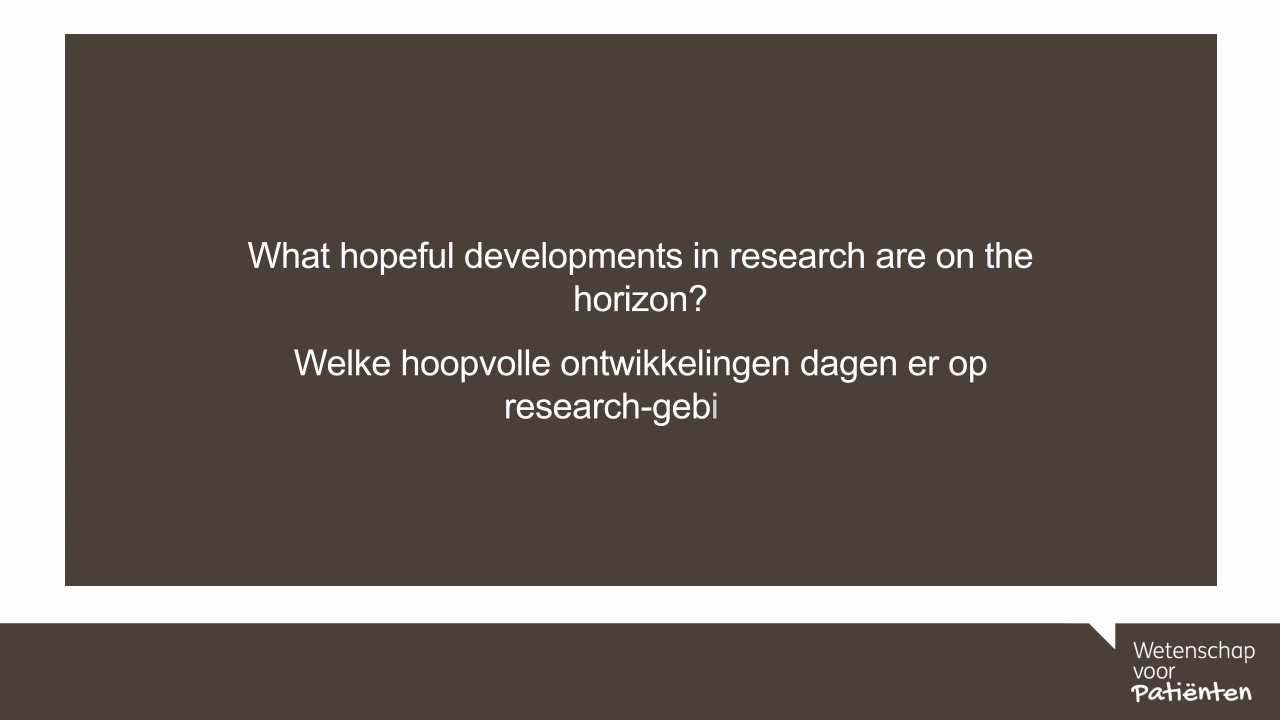 What hopeful developments in research are on the
horizon?
Welke hoopvolle ontwikkelingen dagen er op
research-gebi
Wetenschap
voor
Patiënten